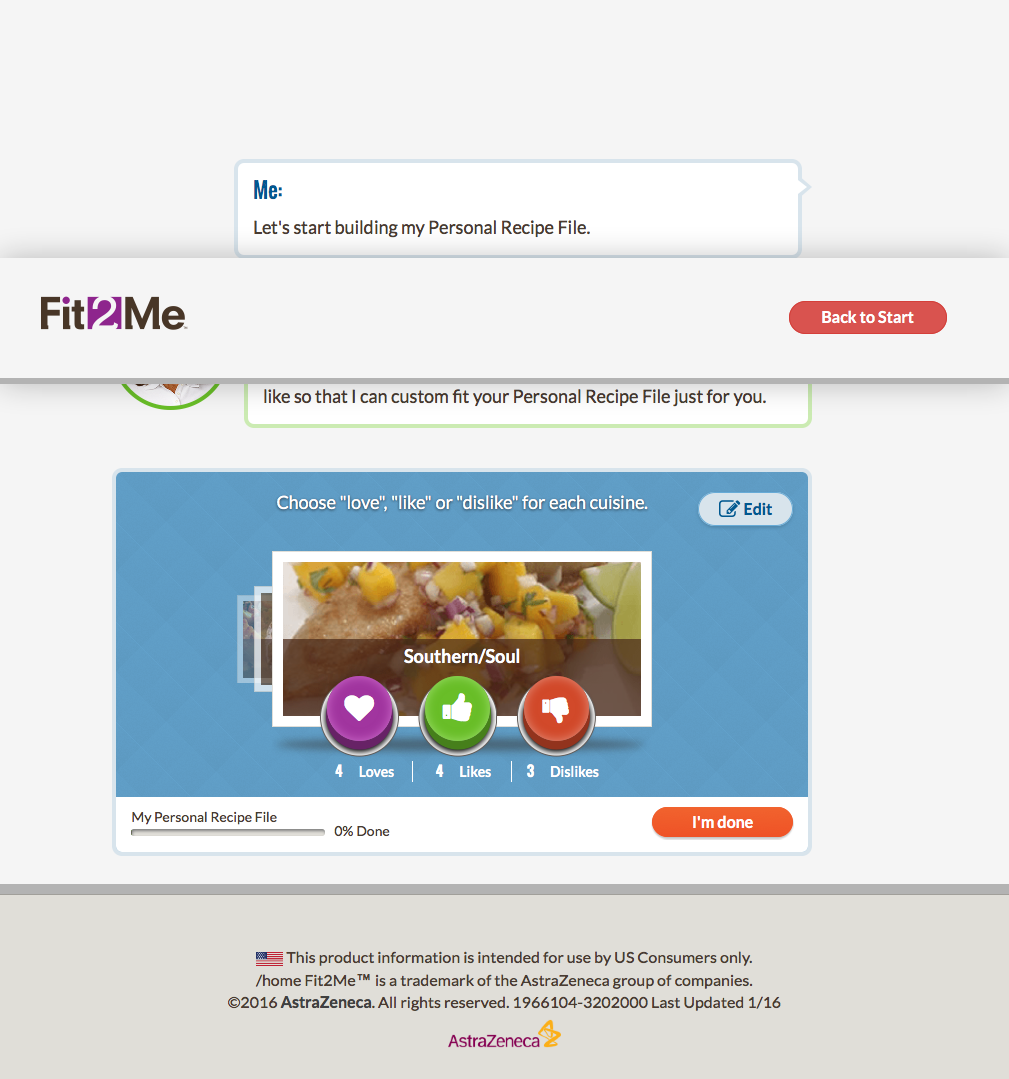 Me:
Let's start building my Personal Recipe File.
Fit2Me™
Back to Start
like so that I can custom fit your Personal Recipe File just for you.
Choose "love", "like" or "dislike" for each cuisine.
Edit
Southern/Soul
4 Loves
4 Likes
3 Dislikes
My Personal Recipe File
0% Done
I'm done
This product information is intended for use by US Consumers only.
/home Fit2Me™ is a trademark of the AstraZeneca group of companies.
©2016 AstraZeneca. All rights reserved. 1966104-3202000 Last Updated 1/16
AstraZeneca